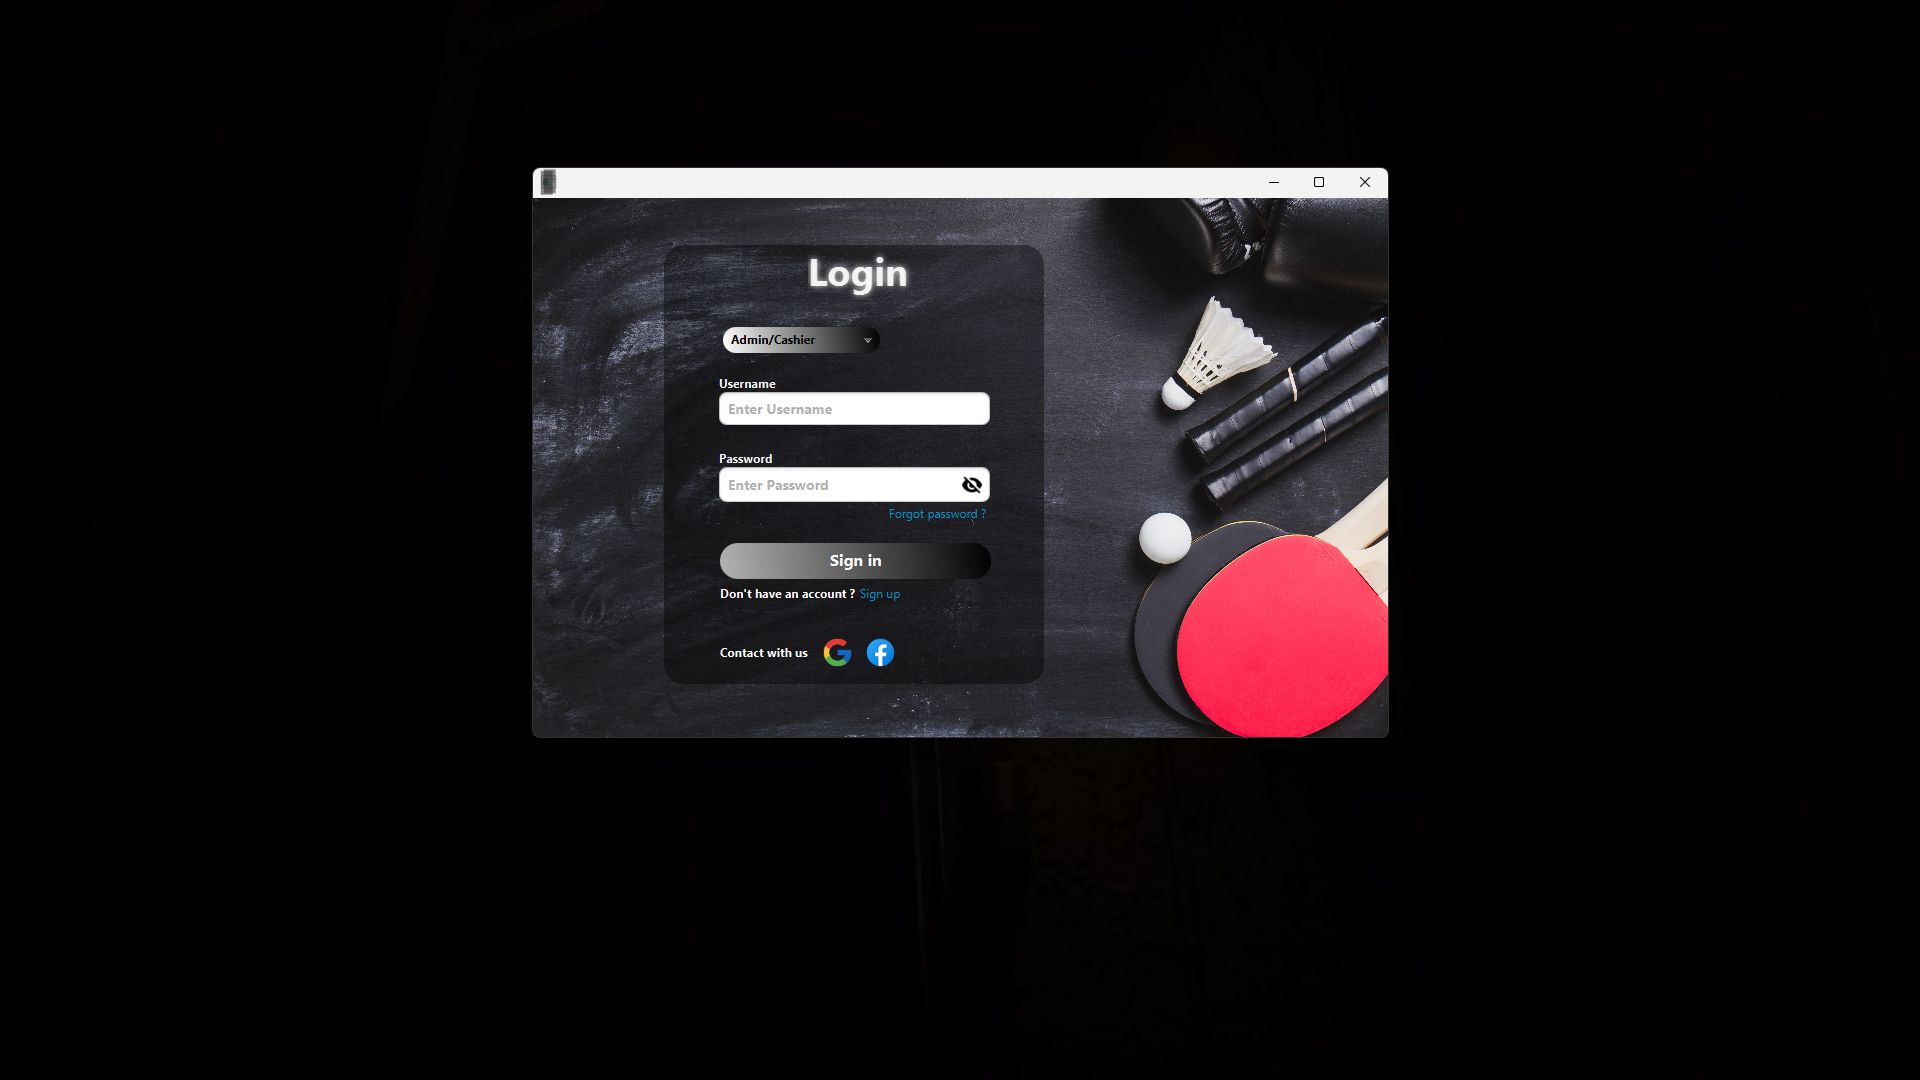 Login
Admin/Cashier
Username
Enter Username
Password
Enter Password
Forgot password ?
Sign in
Don't have an account ? Sign up
Contact with us